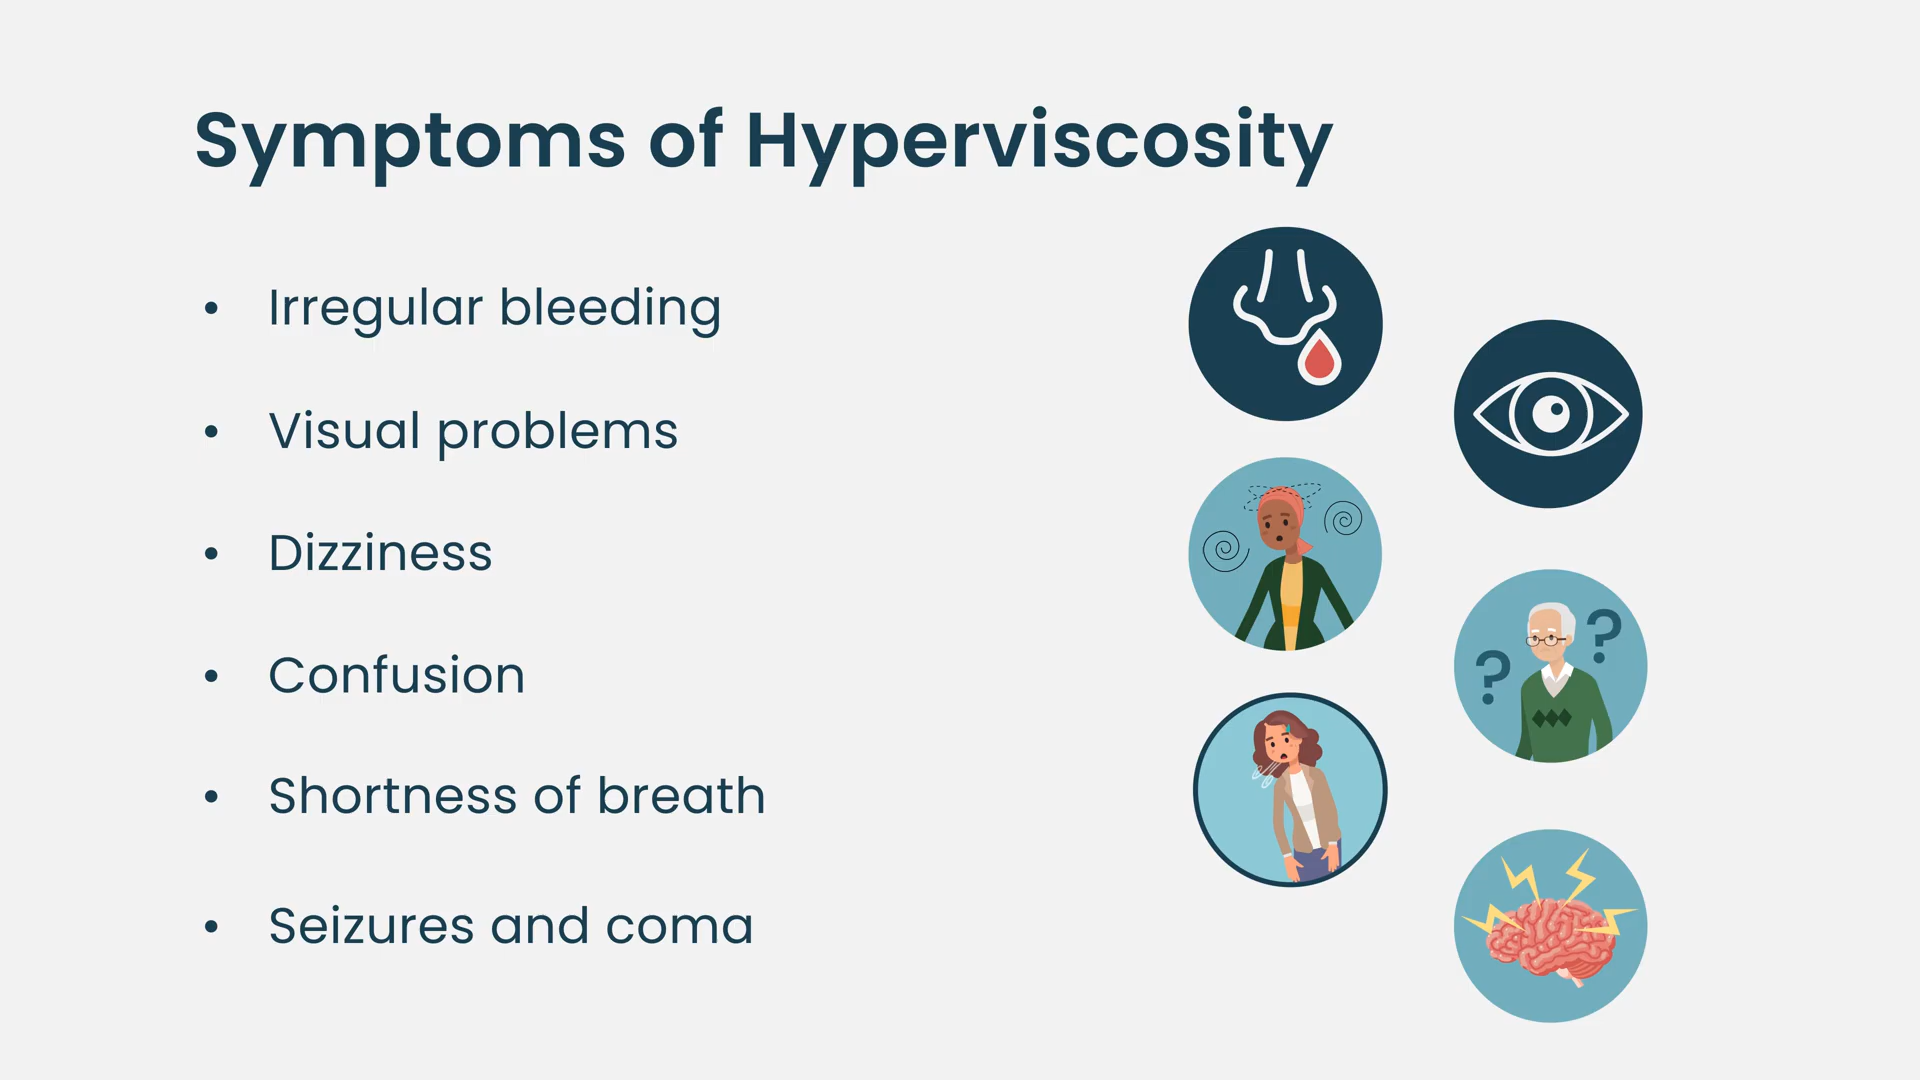 Symptoms of Hyperviscosity
• Irregular bleeding
• Visual problems
• Dizziness
• Confusion
• Shortness of breath
• Seizures and coma
?
?